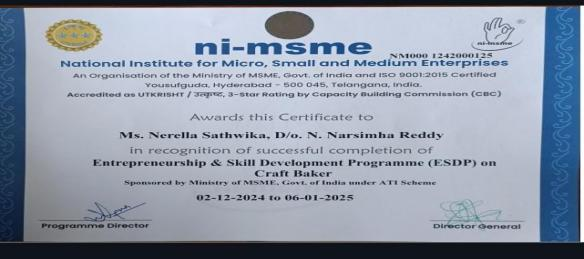 ni-msme
ni-msme
NM000 1242000125
National Institute for Micro, Small and Medium Enterprises
An Organisation of the Ministry of MSME, Govt. of India and ISO 9001:2015 Certified
Yousufguda, Hyderabad - 500 045, Telangana, India.
Accredited as UTKRISHT / उत्कृष्ट, 3-Star Rating by Capacity Building Commission (CBC)
Awards this Certificate to
Ms. Nerella Sathwika, D/o. N. Narsimha Reddy
in recognition of successful completion of
Entrepreneurship & Skill Development Programme (ESDP) on
Craft Baker
Sponsored by Ministry of MSME, Govt. of India under ATI Scheme
02-12-2024 to 06-01-2025
Programme Director
Director General